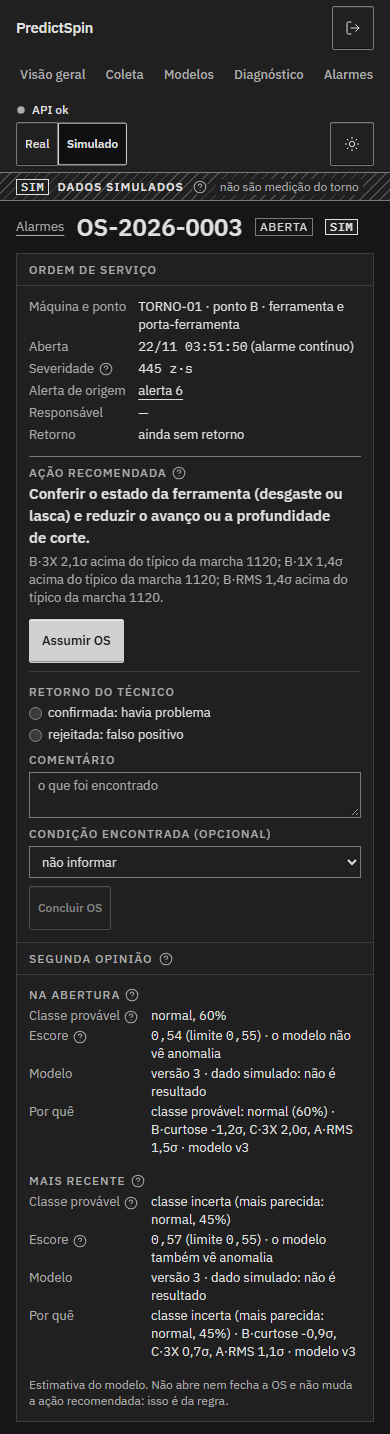 PredictSpin
Visão geral Coleta Modelos Diagnóstico Alarmes
API ok
Real Simulado
SIM DADOS SIMULADOS ? não são medição do torno
Alarmes OS-2026-0003 ABERTA SIM
ORDEM DE SERVIÇO
Máquina e ponto TORNO-01 · ponto B · ferramenta e
porta-ferramenta
Aberta 22/11 03:51:50 (alarme contínuo)
Severidade ? 445 z·s
Alerta de origem alerta 6
Responsável —
Retorno ainda sem retorno
AÇÃO RECOMENDADA ?
Conferir o estado da ferramenta (desgaste ou
lasca) e reduzir o avanço ou a profundidade
de corte.
B·3X 2,1σ acima do típico da marcha 1120; B·1X 1,4σ
acima do típico da marcha 1120; B·RMS 1,4σ acima do
típico da marcha 1120.
Assumir OS
RETORNO DO TÉCNICO
confirmada: havia problema
rejeitada: falso positivo
COMENTÁRIO
o que foi encontrado
CONDIÇÃO ENCONTRADA (OPCIONAL)
não informar
Concluir OS
SEGUNDA OPINIÃO ?
NA ABERTURA ?
Classe provável ? normal, 60%
Escore ? 0,54 (limite 0,55) · o modelo não
vê anomalia
Modelo versão 3 · dado simulado: não é
resultado
Por quê classe provável: normal (60%) ·
B·curtose -1,2σ, C·3X 2,0σ, A·RMS
1,5σ · modelo v3
MAIS RECENTE ?
Classe provável ? classe incerta (mais parecida:
normal, 45%)
Escore ? 0,57 (limite 0,55) · o modelo
também vê anomalia
Modelo versão 3 · dado simulado: não é
resultado
Por quê classe incerta (mais parecida:
normal, 45%) · B·curtose -0,9σ,
C·3X 0,7σ, A·RMS 1,1σ · modelo v3
Estimativa do modelo. Não abre nem fecha a OS e não muda
a ação recomendada: isso é da regra.